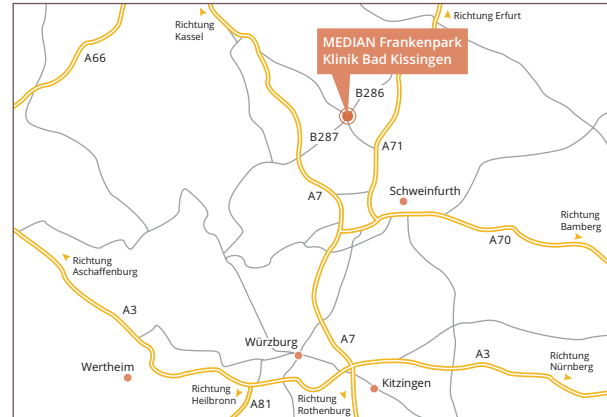 Richtung
Kassel
Richtung Erfurt
MEDIAN Frankenpark
Klinik Bad Kissingen
A66
B286
B287
A71
A7
Schweinfurth
Richtung
Bamberg
A70
Richtung
Aschaffenburg
A3
Würzburg
A7
A3
Wertheim
Richtung
Nürnberg
Kitzingen
Richtung
Heilbronn
A81
Richtung
Rothenburg